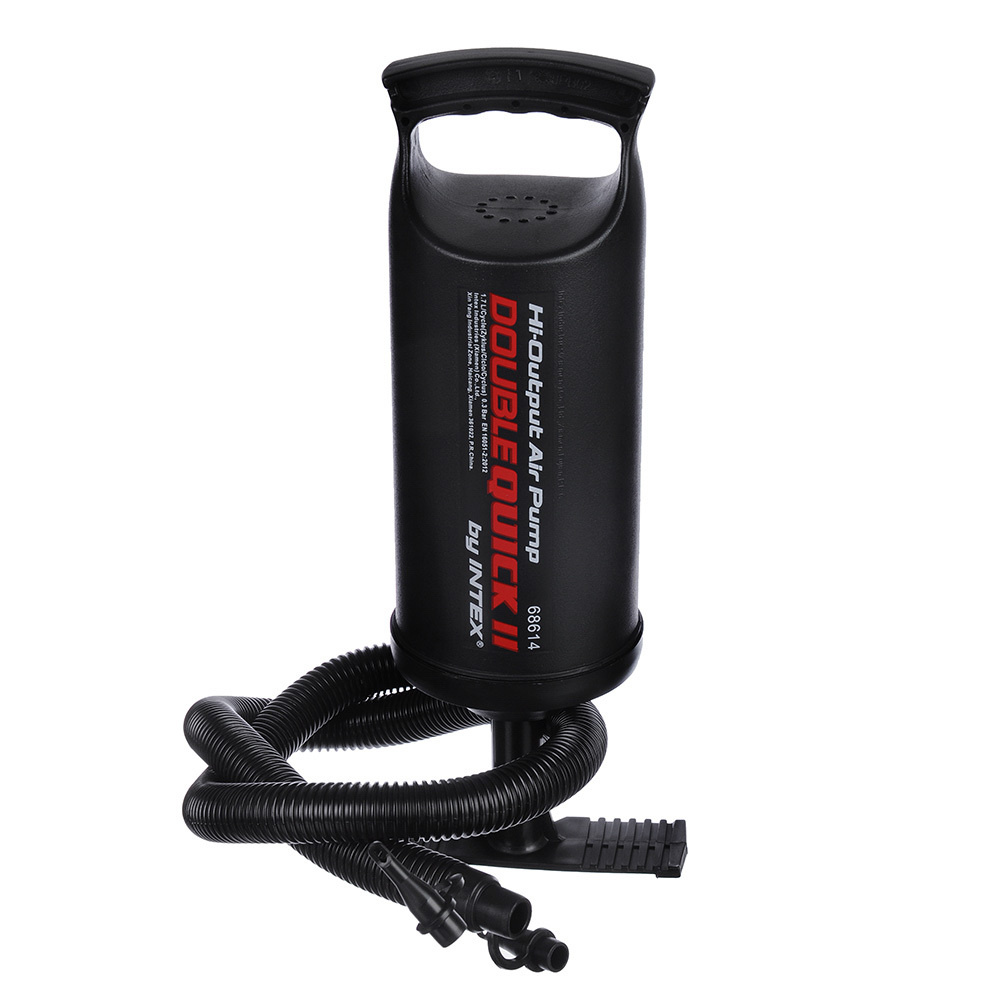 Hi-Output Air Pump
DOUBLE QUICK II
by INTEX®
68614
1.7 L/Cycle(Zyklus/Ciclo/Cyclus) 0.3 Bar EN 16051-2:2012
Intex Industries (Xiamen) Co., Ltd.,
Xin Yang Industrial Zone, Haicang, Xiamen 361022, P.R.China.